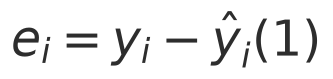 e_i = y_i − ŷ_i(1)